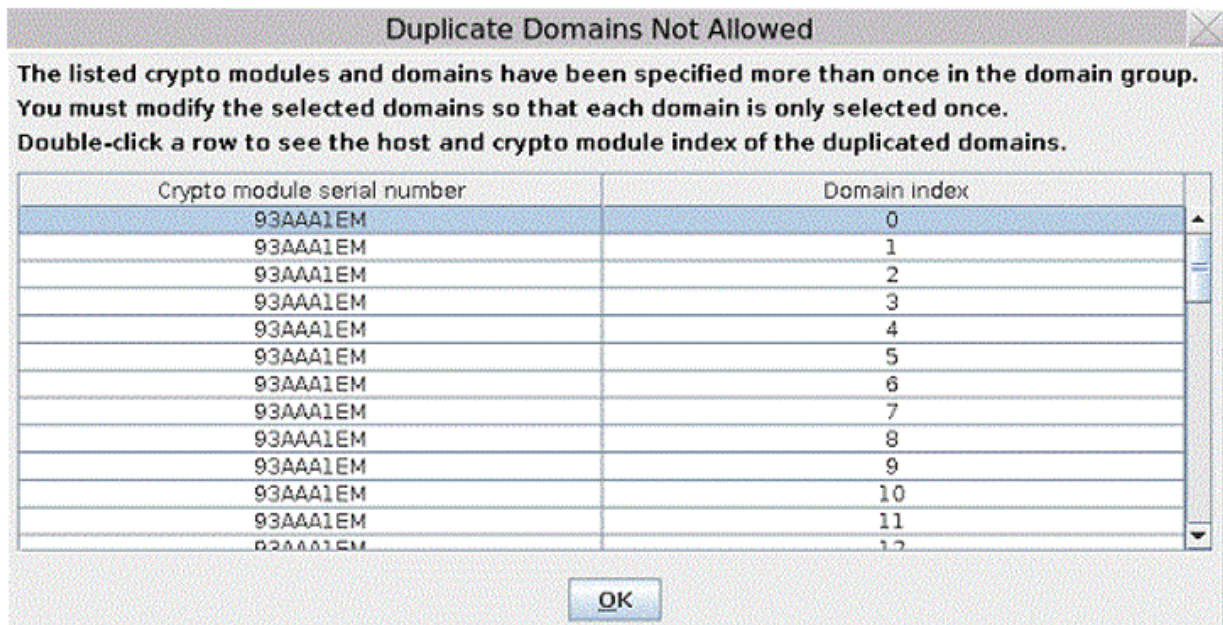 Duplicate Domains Not Allowed
The listed crypto modules and domains have been specified more than once in the domain group.
You must modify the selected domains so that each domain is only selected once.
Double-click a row to see the host and crypto module index of the duplicated domains.
Crypto module serial number Domain index
93AAA1EM 0
93AAA1EM 1
93AAA1EM 2
93AAA1EM 3
93AAA1EM 4
93AAA1EM 5
93AAA1EM 6
93AAA1EM 7
93AAA1EM 8
93AAA1EM 9
93AAA1EM 10
93AAA1EM 11
93AAA1EM 12
OK